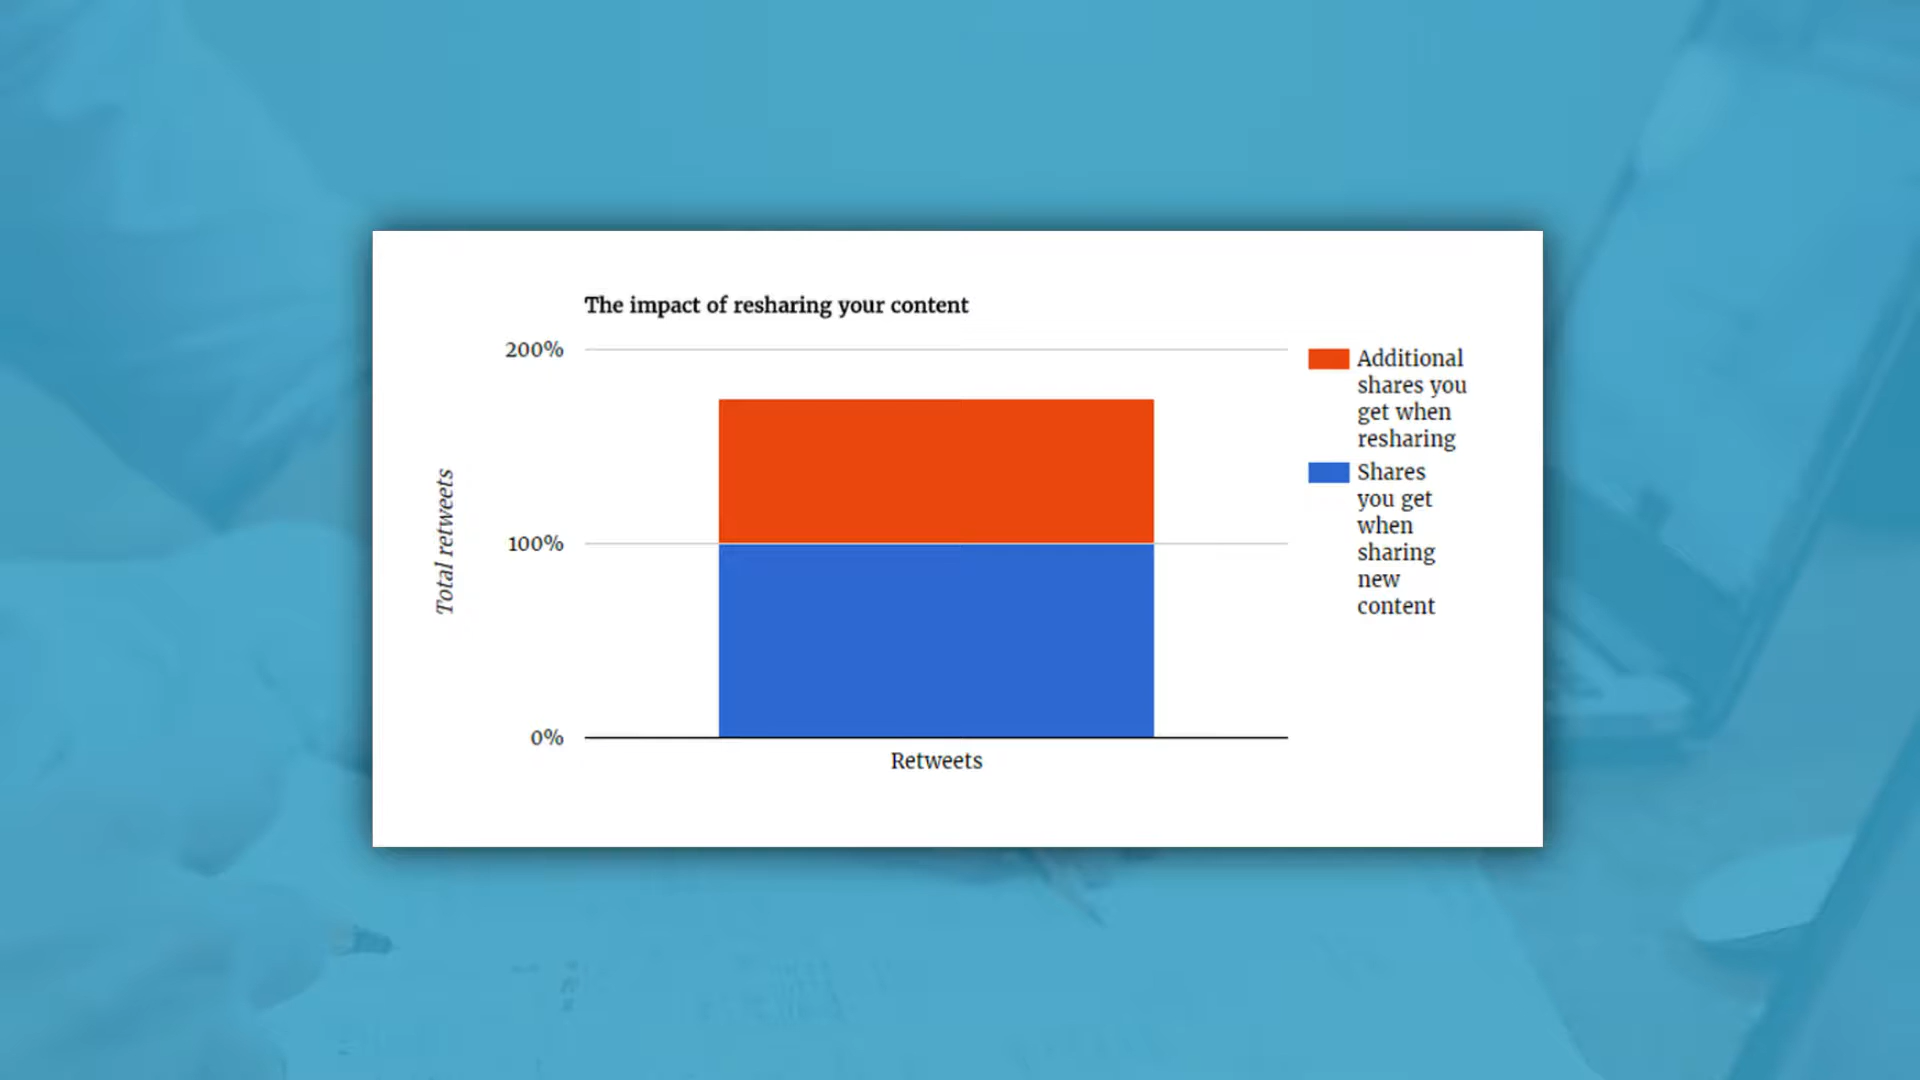 The impact of resharing your content
200%
100%
0%
Total retweets
Retweets
Additional
shares you
get when
resharing
Shares
you get
when
sharing
new
content